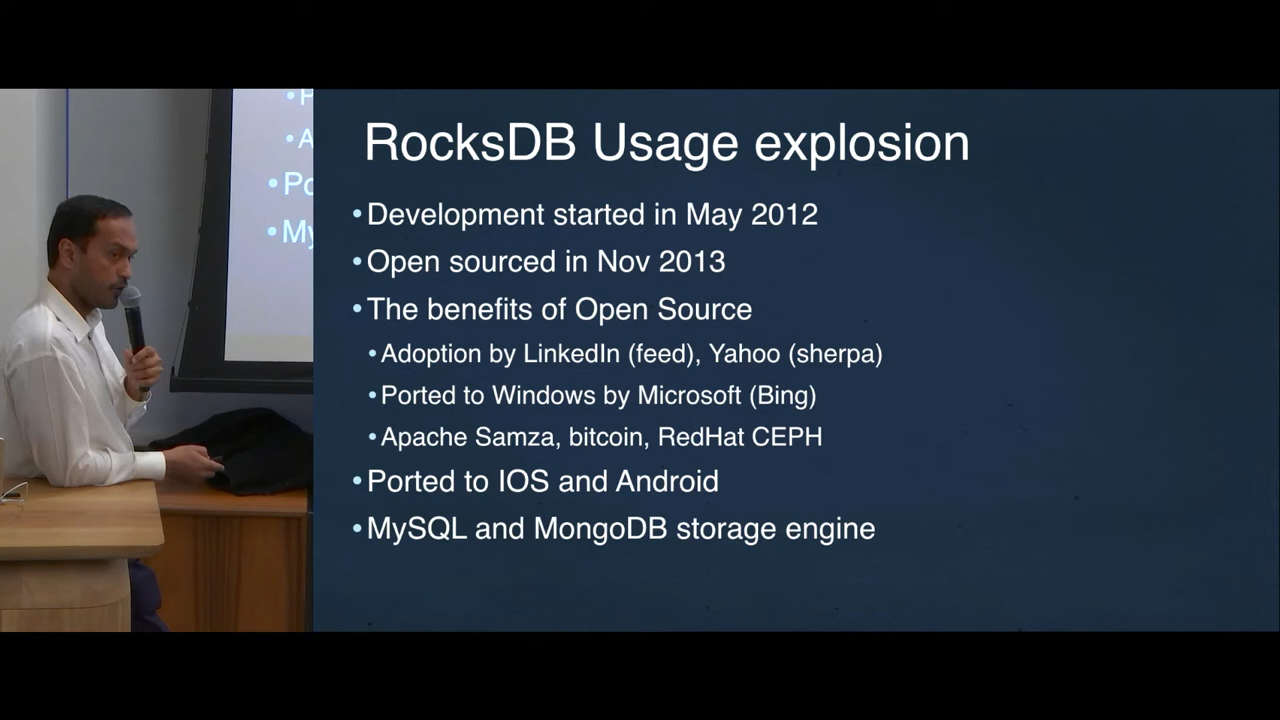 RocksDB Usage explosion
•Development started in May 2012
•Open sourced in Nov 2013
•The benefits of Open Source
•Adoption by LinkedIn (feed), Yahoo (sherpa)
•Ported to Windows by Microsoft (Bing)
•Apache Samza, bitcoin, RedHat CEPH
•Ported to IOS and Android
•MySQL and MongoDB storage engine
•P
•A
•Po
•My